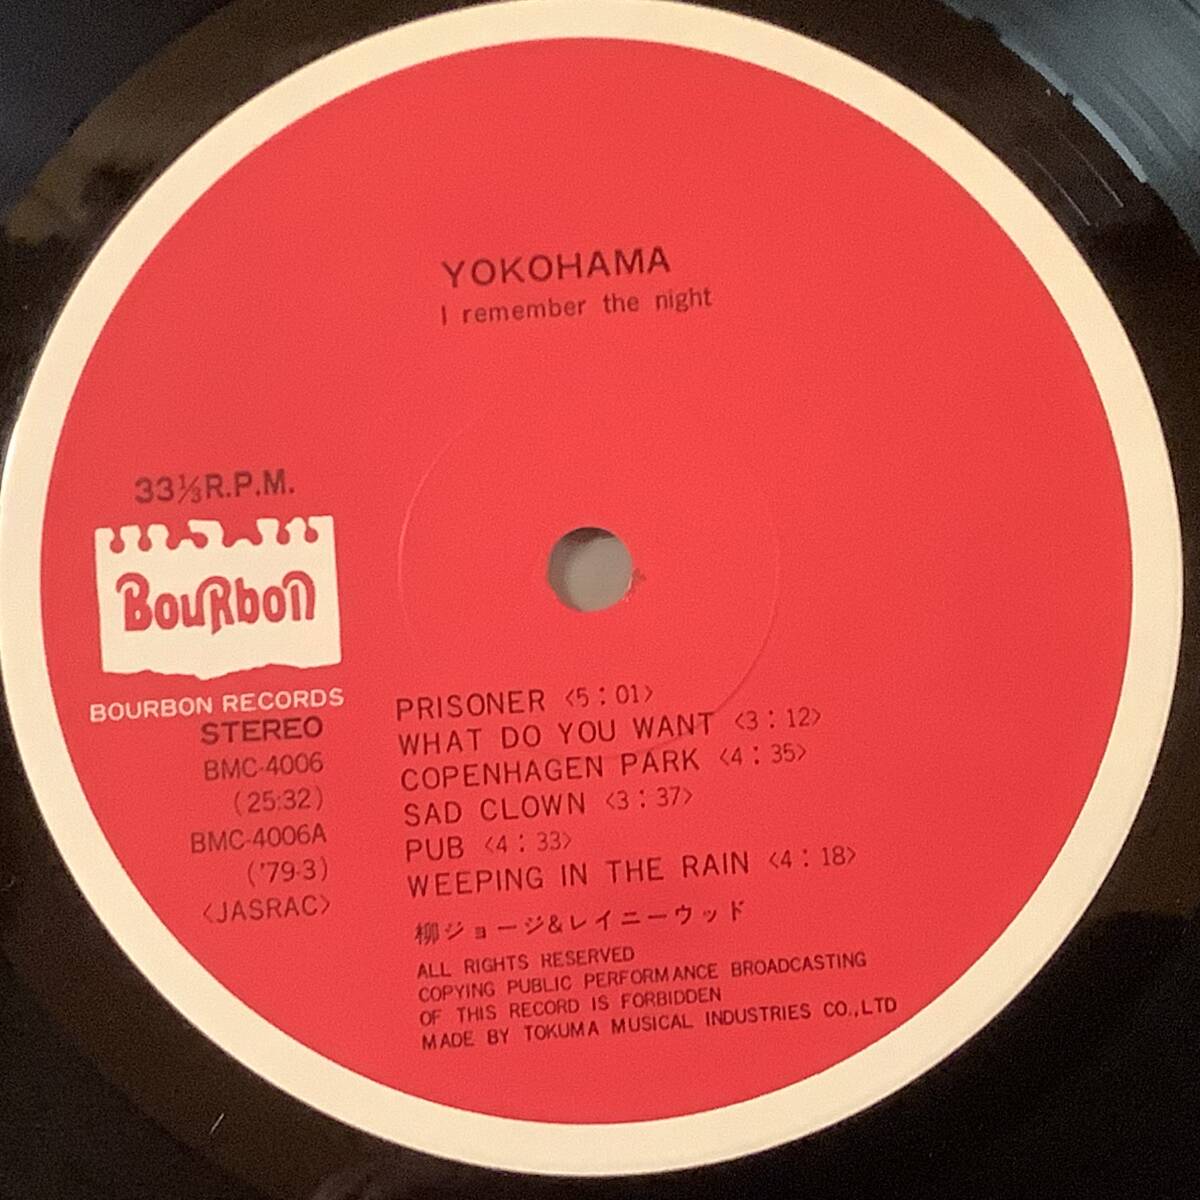 YOKOHAMA
I remember the night
33⅓R.P.M.
BouRbon
BOURBON RECORDS
STEREO
BMC-4006
(25:32)
BMC-4006A
('79·3)
<JASRAC>
PRISONER <5:01>
WHAT DO YOU WANT <3:12>
COPENHAGEN PARK <4:35>
SAD CLOWN <3:37>
PUB <4:33>
WEEPING IN THE RAIN <4:18>
柳ジョージ&レイニーウッド
ALL RIGHTS RESERVED
COPYING PUBLIC PERFORMANCE BROADCASTING
OF THIS RECORD IS FORBIDDEN
MADE BY TOKUMA MUSICAL INDUSTRIES CO.,LTD